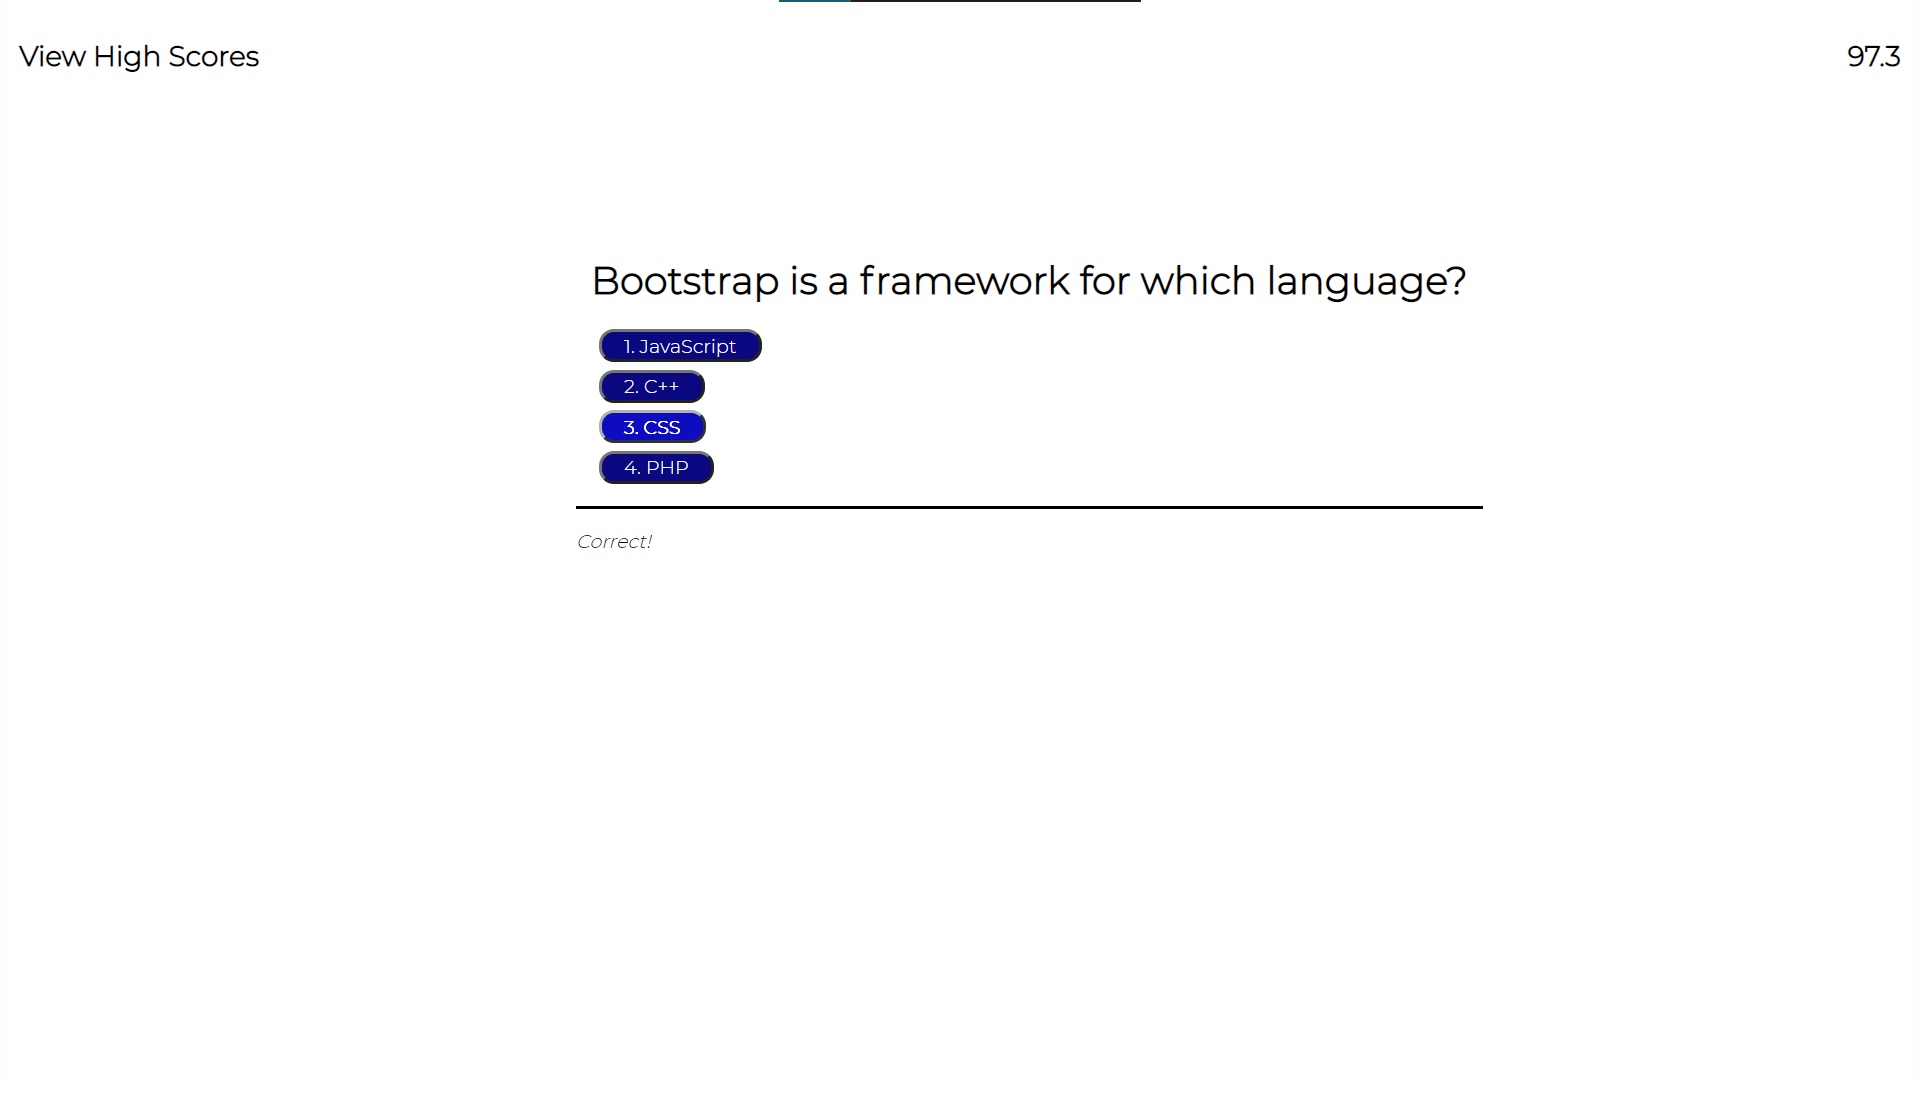 View High Scores
97.3
Bootstrap is a framework for which language?
1. JavaScript
2. C++
3. CSS
4. PHP
Correct!